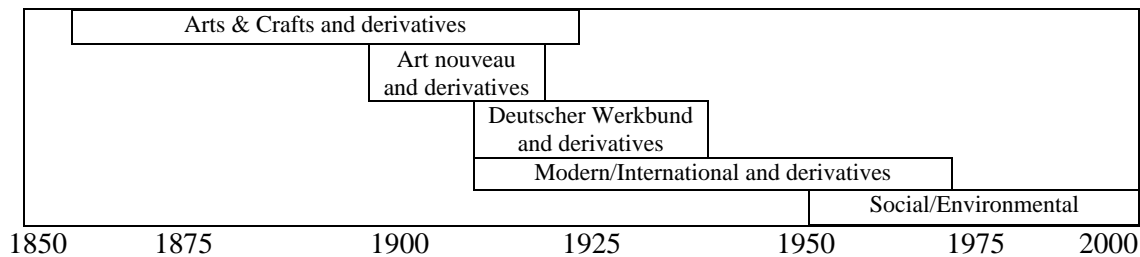 Arts & Crafts and derivatives
Art nouveau
and derivatives
Deutscher Werkbund
and derivatives
Modern/International and derivatives
Social/Environmental
1850 1875 1900 1925 1950 1975 2000